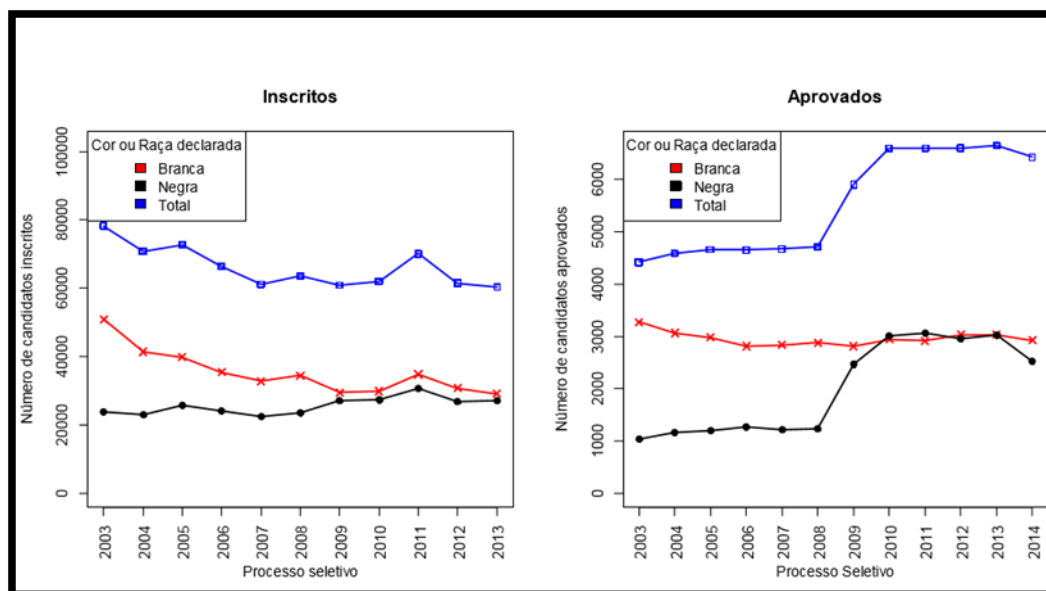 Inscritos
Cor ou Raça declarada
Branca
Negra
Total
Número de candidatos inscritos
100000
80000
60000
40000
20000
0
2003
2004
2005
2006
2007
2008
2009
2010
2011
2012
2013
Processo seletivo
Aprovados
Cor ou Raça declarada
Branca
Negra
Total
Número de candidatos aprovados
6000
5000
4000
3000
2000
1000
0
2003
2004
2005
2006
2007
2008
2009
2010
2011
2012
2013
2014
Processo Seletivo